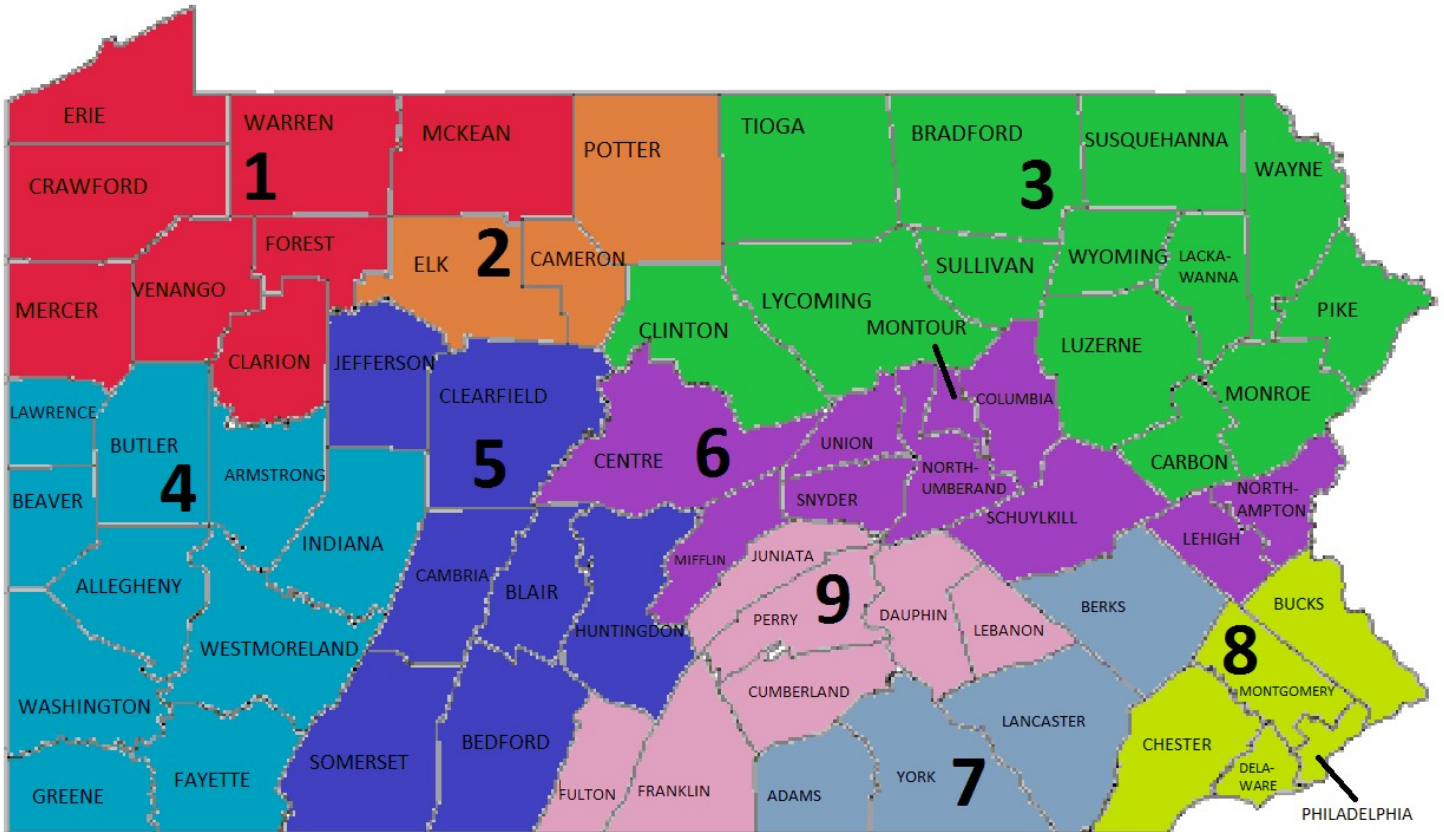 ERIE
WARREN
MCKEAN
POTTER
TIOGA
BRADFORD
SUSQUEHANNA
WAYNE
CRAWFORD
1
3
FOREST
ELK
2
CAMERON
SULLIVAN
WYOMING
LACKA-
WANNA
MERCER
VENANGO
LYCOMING
PIKE
CLINTON
MONTOUR
LUZERNE
CLARION
JEFFERSON
CLEARFIELD
COLUMBIA
MONROE
LAWRENCE
BUTLER
UNION
CENTRE
6
5
4
ARMSTRONG
NORTH-
UMBERLAND
CARBON
BEAVER
SNYDER
SCHUYLKILL
NORTH-
AMPTON
LEHIGH
INDIANA
MIFFLIN
JUNIATA
ALLEGHENY
CAMBRIA
BLAIR
9
PERRY
DAUPHIN
BERKS
BUCKS
HUNTINGDON
LEBANON
WESTMORELAND
8
MONTGOMERY
WASHINGTON
CUMBERLAND
LANCASTER
CHESTER
BEDFORD
SOMERSET
FAYETTE
GREENE
FULTON
FRANKLIN
ADAMS
YORK
7
DELA-
WARE
PHILADELPHIA